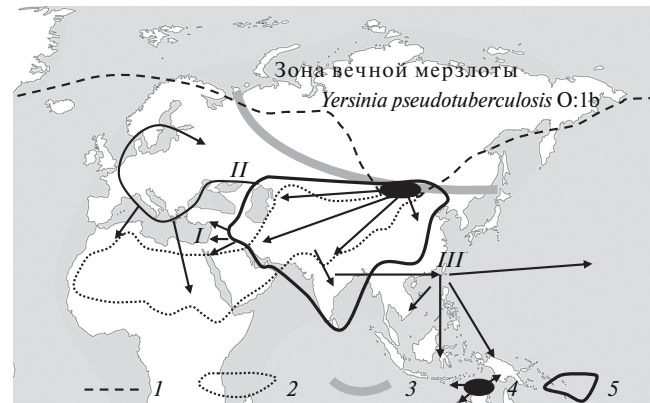 Зона вечной мерзлоты
Yersinia pseudotuberculosis O:1b
II
I
III
1 2 3 4 5